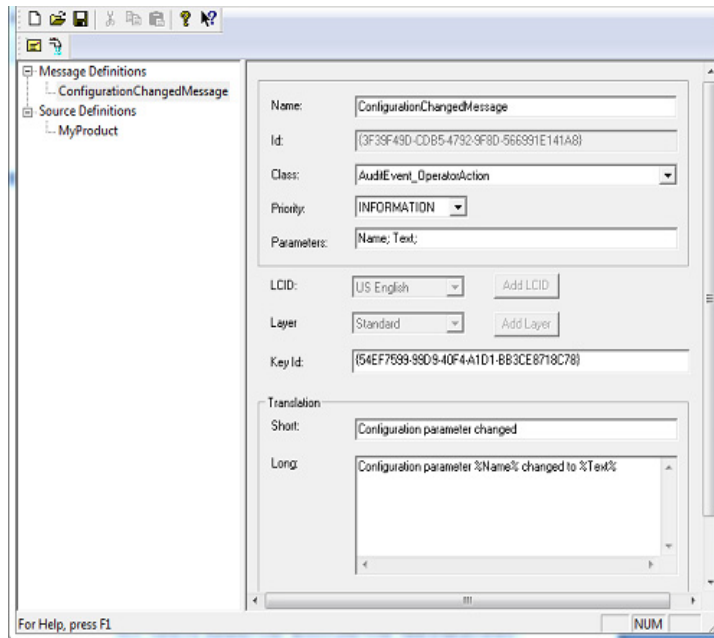 Message Definitions
ConfigurationChangedMessage
Source Definitions
MyProduct
Name: ConfigurationChangedMessage
Id: {3F39F49D-CDB5-4792-9F8D-566991E141A8}
Class: AuditEvent_OperatorAction
Priority: INFORMATION
Parameters: Name; Text;
LCID: US English Add LCID
Layer Standard Add Layer
Key Id: {54EF7599-99D9-40F4-A1D1-BB3CE8718C78}
Translation
Short: Configuration parameter changed
Long: Configuration parameter %Name% changed to %Text%
For Help, press F1 NUM